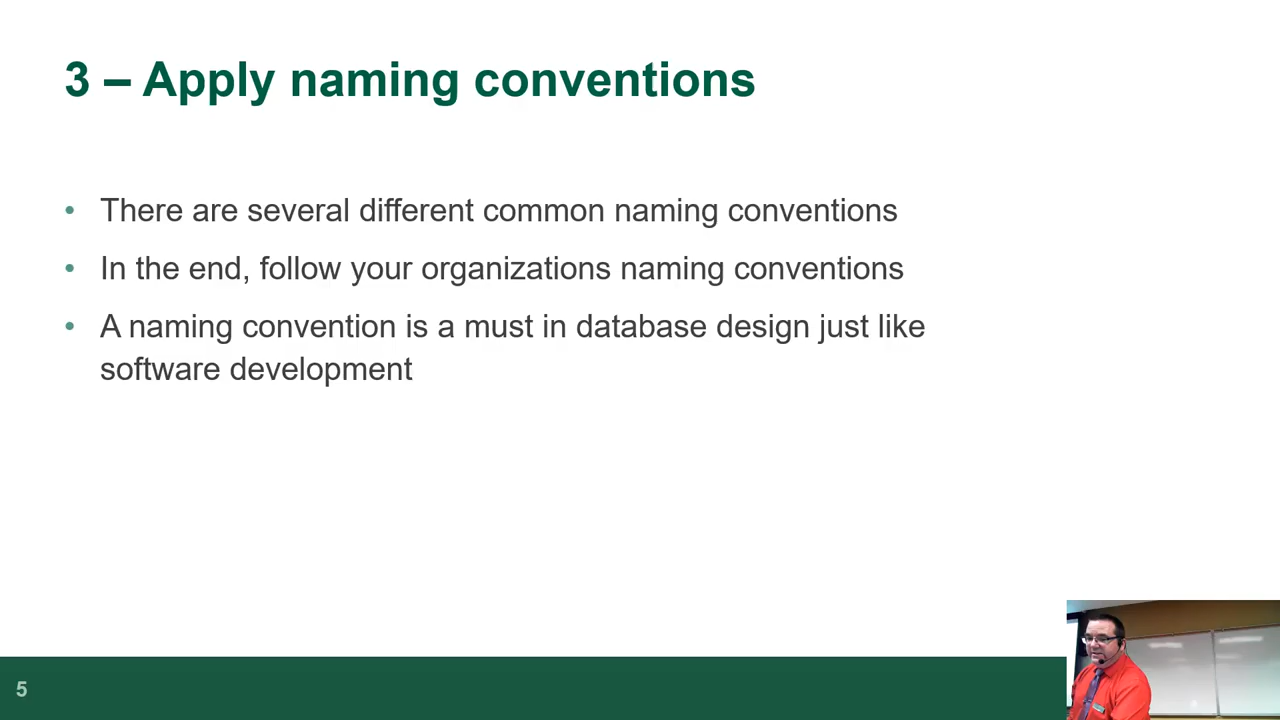 3 – Apply naming conventions
• There are several different common naming conventions
• In the end, follow your organizations naming conventions
• A naming convention is a must in database design just like
software development
5